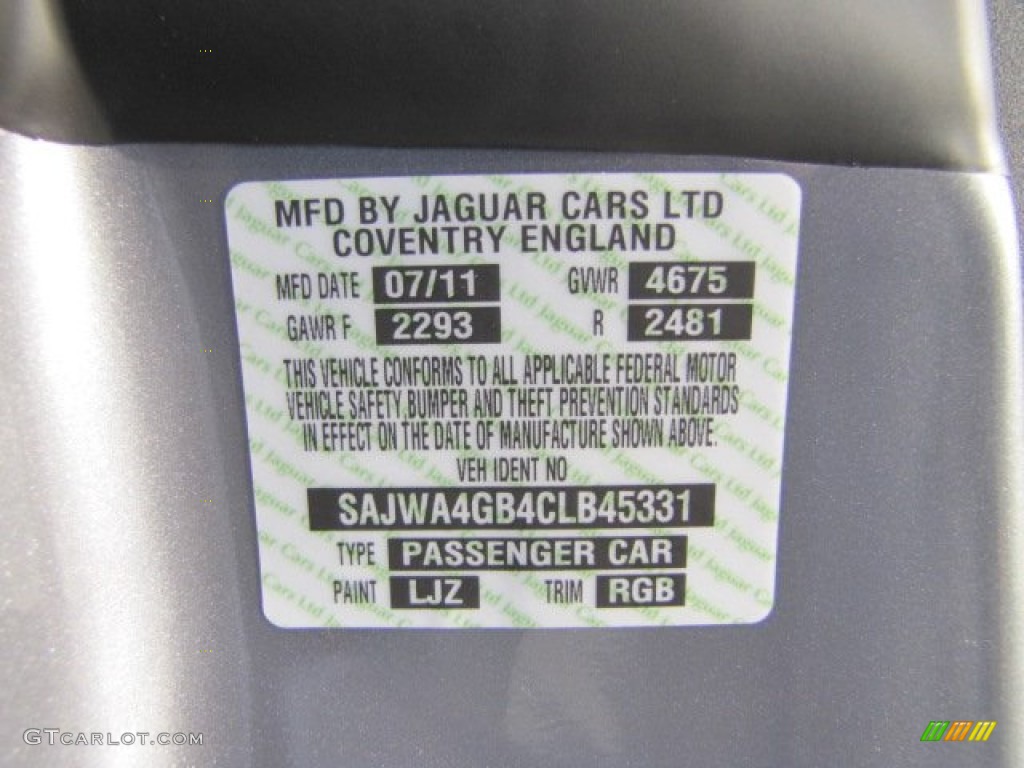 MFD BY JAGUAR CARS LTD
COVENTRY ENGLAND
MFD DATE 07/11 GVWR 4675
GAWR F 2293 R 2481
THIS VEHICLE CONFORMS TO ALL APPLICABLE FEDERAL MOTOR
VEHICLE SAFETY, BUMPER AND THEFT PREVENTION STANDARDS
IN EFFECT ON THE DATE OF MANUFACTURE SHOWN ABOVE.
VEH IDENT NO
SAJWA4GB4CLB45331
TYPE PASSENGER CAR
PAINT LJZ TRIM RGB
GTCARLOT.COM